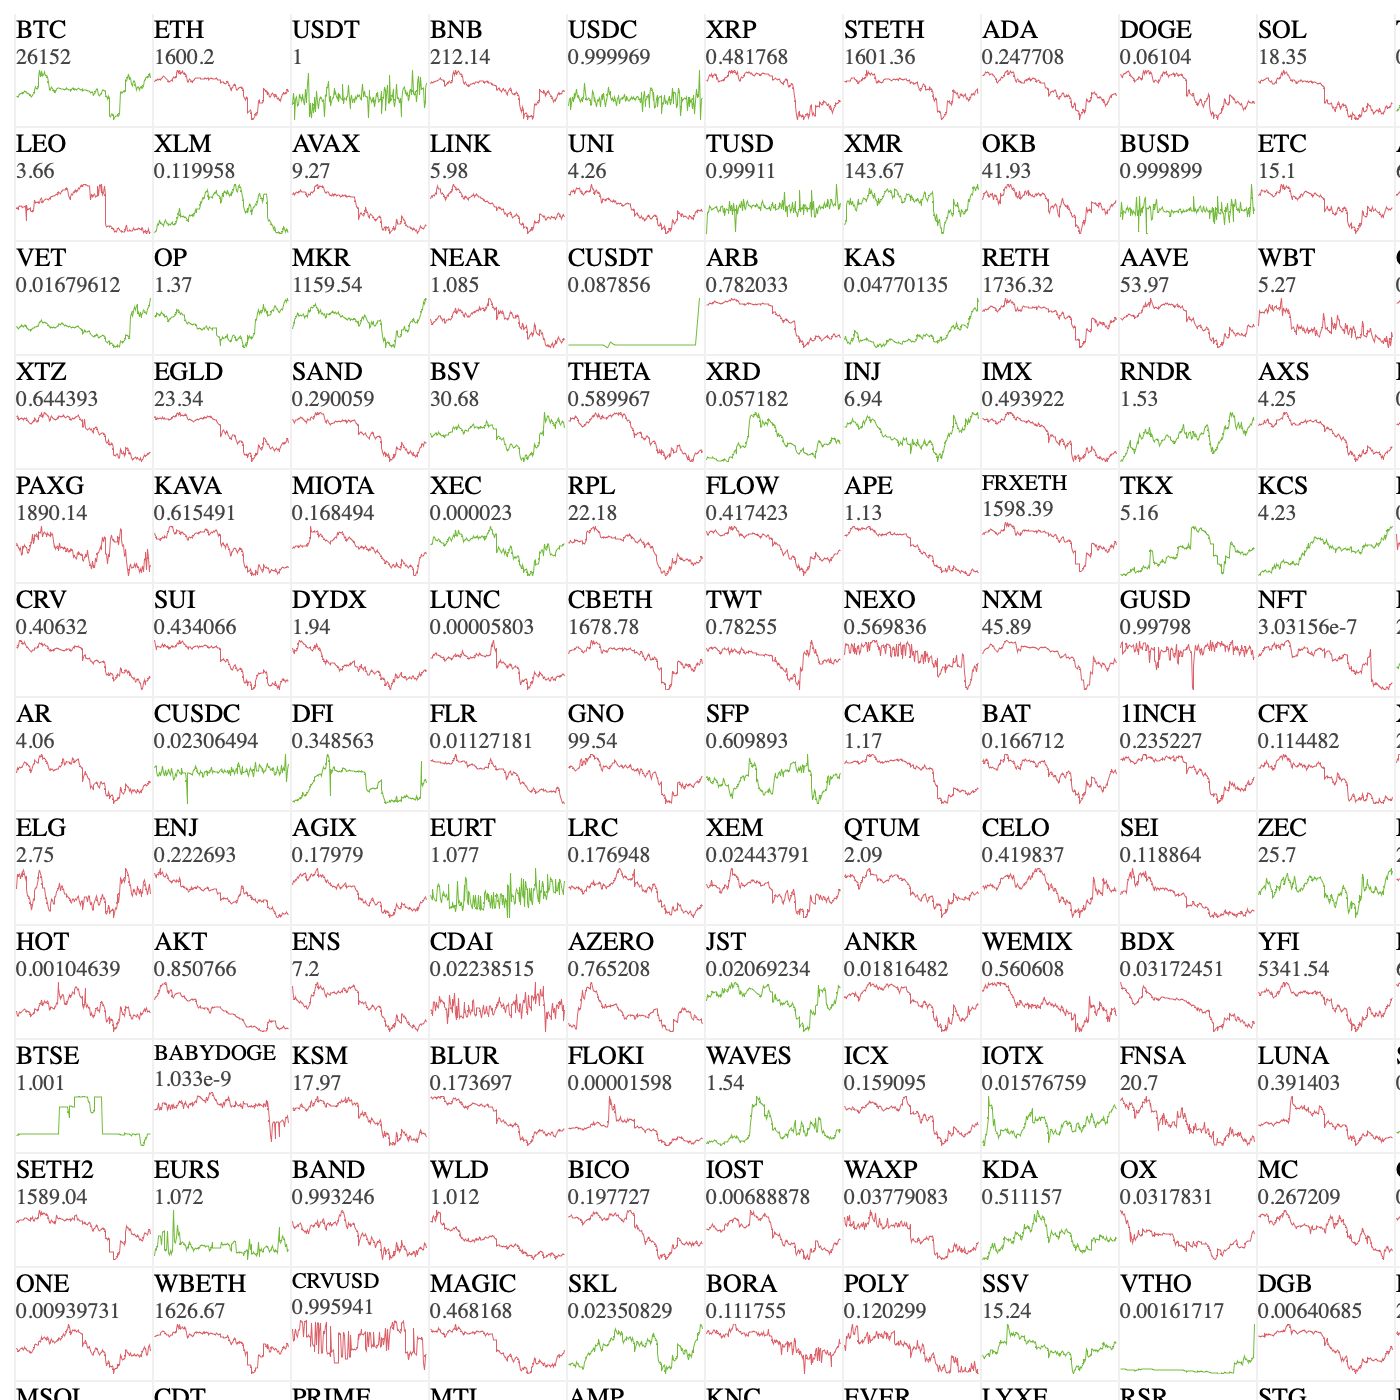 BTC ETH USDT BNB USDC XRP STETH ADA DOGE SOL
26152 1600.2 1 212.14 0.999969 0.481768 1601.36 0.247708 0.06104 18.35
LEO XLM AVAX LINK UNI TUSD XMR OKB BUSD ETC
3.66 0.119958 9.27 5.98 4.26 0.99911 143.67 41.93 0.999899 15.1
VET OP MKR NEAR CUSDT ARB KAS RETH AAVE WBT
0.01679612 1.37 1159.54 1.085 0.087856 0.782033 0.04770135 1736.32 53.97 5.27
XTZ EGLD SAND BSV THETA XRD INJ IMX RNDR AXS
0.644393 23.34 0.290059 30.68 0.589967 0.057182 6.94 0.493922 1.53 4.25
PAXG KAVA MIOTA XEC RPL FLOW APE FRXETH TKX KCS
1890.14 0.615491 0.168494 0.000023 22.18 0.417423 1.13 1598.39 5.16 4.23
CRV SUI DYDX LUNC CBETH TWT NEXO NXM GUSD NFT
0.40632 0.434066 1.94 0.00005803 1678.78 0.78255 0.569836 45.89 0.99798 3.03156e-7
AR CUSDC DFI FLR GNO SFP CAKE BAT 1INCH CFX
4.06 0.02306494 0.348563 0.01127181 99.54 0.609893 1.17 0.166712 0.235227 0.114482
ELG ENJ AGIX EURT LRC XEM QTUM CELO SEI ZEC
2.75 0.222693 0.17979 1.077 0.176948 0.02443791 2.09 0.419837 0.118864 25.7
HOT AKT ENS CDAI AZERO JST ANKR WEMIX BDX YFI
0.00104639 0.850766 7.2 0.02238515 0.765208 0.02069234 0.01816482 0.560608 0.03172451 5341.54
BTSE BABYDOGE KSM BLUR FLOKI WAVES ICX IOTX FNSA LUNA
1.001 1.033e-9 17.97 0.173697 0.00001598 1.54 0.159095 0.01576759 20.7 0.391403
SETH2 EURS BAND WLD BICO IOST WAXP KDA OX MC
1589.04 1.072 0.993246 1.012 0.197727 0.00688878 0.03779083 0.511157 0.0317831 0.267209
ONE WBETH CRVUSD MAGIC SKL BORA POLY SSV VTHO DGB
0.00939731 1626.67 0.995941 0.468168 0.02350829 0.111755 0.120299 15.24 0.00161717 0.00640685
MSOL CDT PRIME MTL AMP KNC EVER LYXE RSR STG